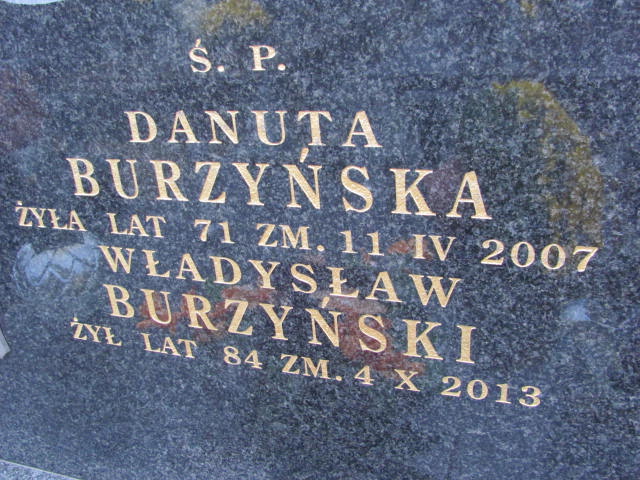 Ś. P.
DANUTA
BURZYŃSKA
ŻYŁA LAT 71 ZM. 11 IV 2007
WŁADYSŁAW
BURZYŃSKI
ŻYŁ LAT 84 ZM. 4 X 2013